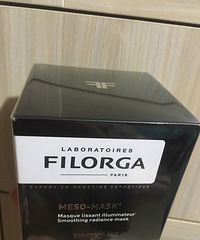 LABORATOIRES
FILORGA
PARIS
EXPERT EN MÉDECINE ESTHÉTIQUE
MESO-MASK®
Masque lissant illuminateur
Smoothing radiance mask